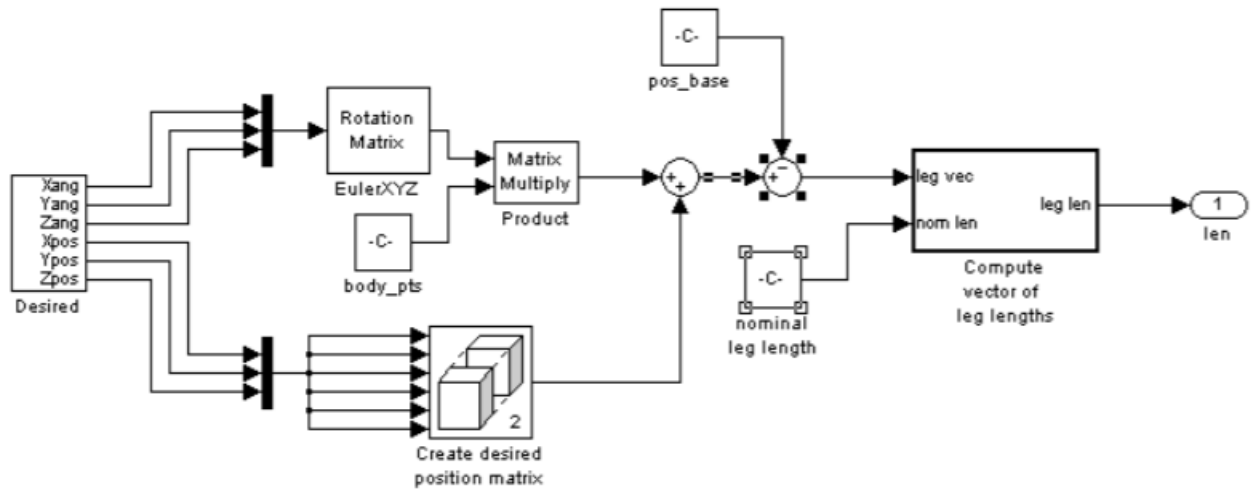 -C-
pos_base
Rotation
Matrix
EulerXYZ
Matrix
Multiply
Product
Xang
Yang
Zang
Xpos
Ypos
Zpos
Desired
-C-
body_pts
+
+
−
+
leg vec
nom len
leg len
Compute
vector of
leg lengths
1
len
-C-
nominal
leg length
2
Create desired
position matrix